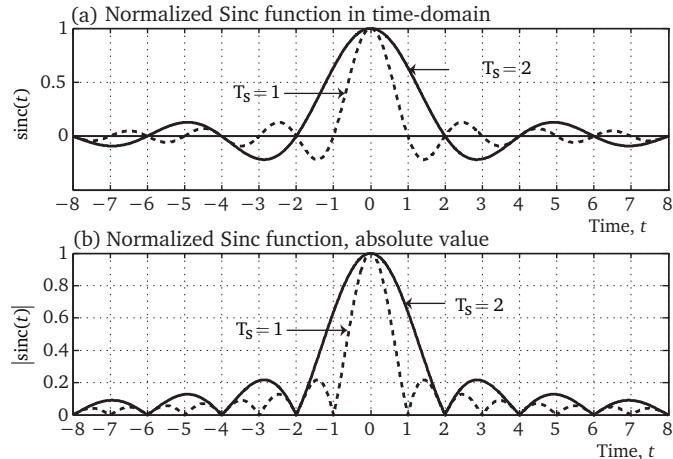 (a) Normalized Sinc function in time-domain
1
0.5
0
sinc(t)
T_s = 2
T_s = 1
−8 −7 −6 −5 −4 −3 −2 −1 0 1 2 3 4 5 6 7 8
Time, t
(b) Normalized Sinc function, absolute value
1
0.8
0.6
0.4
0.2
0
|sinc(t)|
T_s = 2
T_s = 1
−8 −7 −6 −5 −4 −3 −2 −1 0 1 2 3 4 5 6 7 8
Time, t